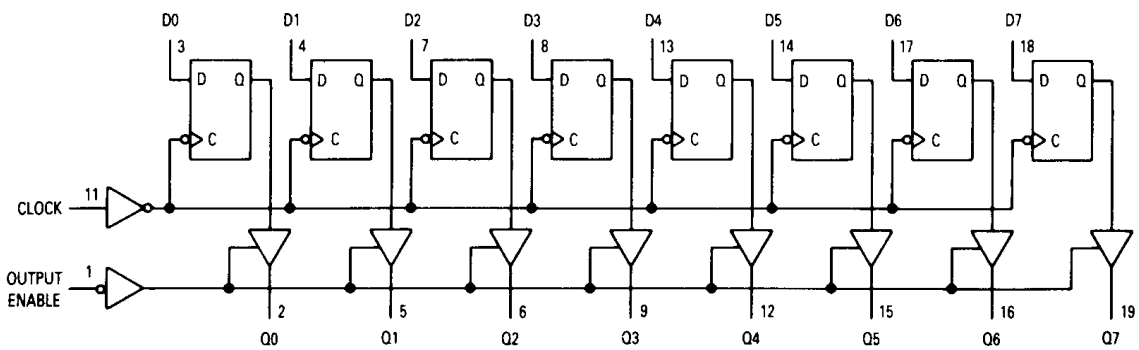 D0 D1 D2 D3 D4 D5 D6 D7
3 4 7 8 13 14 17 18
D Q D Q D Q D Q D Q D Q D Q D Q
C C C C C C C C
CLOCK 11
OUTPUT ENABLE 1
2 5 6 9 12 15 16 19
Q0 Q1 Q2 Q3 Q4 Q5 Q6 Q7